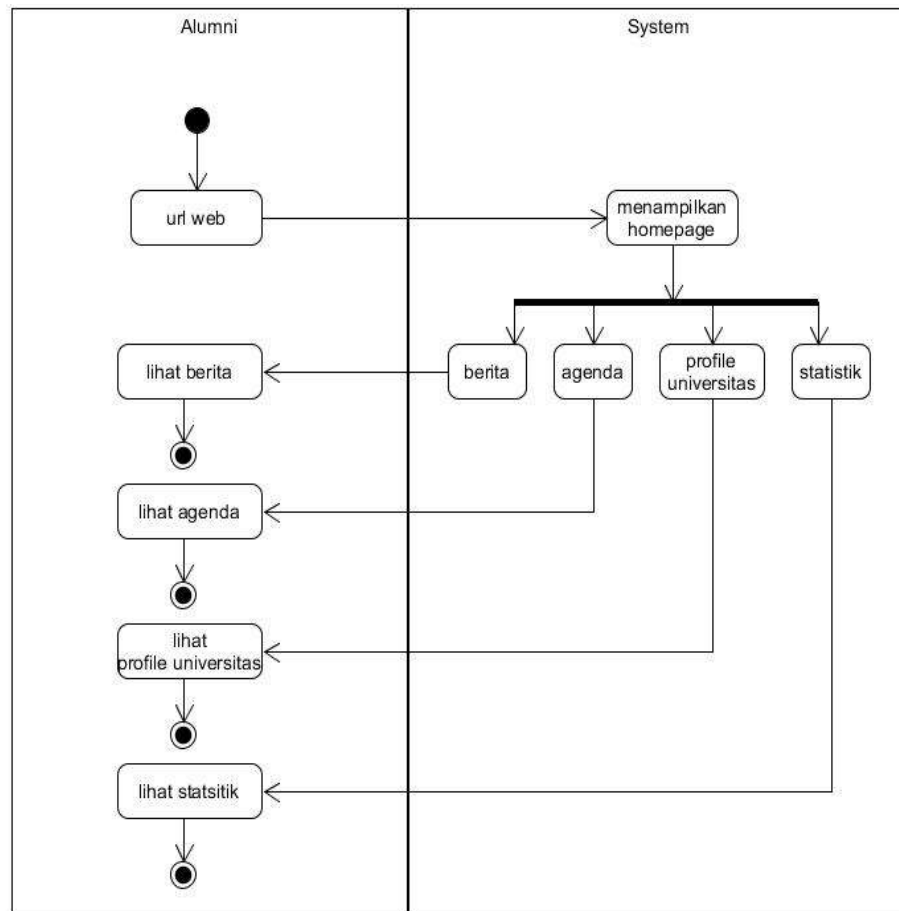 Alumni
System
url web
menampilkan
homepage
lihat berita
berita
agenda
profile
universitas
statistik
lihat agenda
lihat
profile universitas
lihat statsitik